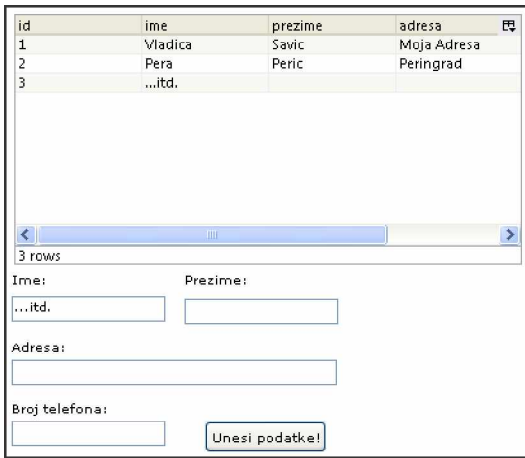 id ime prezime adresa
1 Vladica Savic Moja Adresa
2 Pera Peric Peringrad
3 ...itd.
3 rows
Ime: Prezime:
...itd.
Adresa:
Broj telefona:
Unesi podatke!